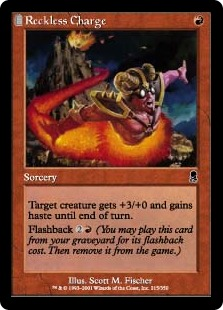 Reckless Charge
Sorcery
Target creature gets +3/+0 and gains
haste until end of turn.
Flashback 2 (You may play this
card from your graveyard for its flashback
cost. Then remove it from the game.)
Illus. Scott M. Fischer
™ & © 1993-2001 Wizards of the Coast, Inc. 215/350